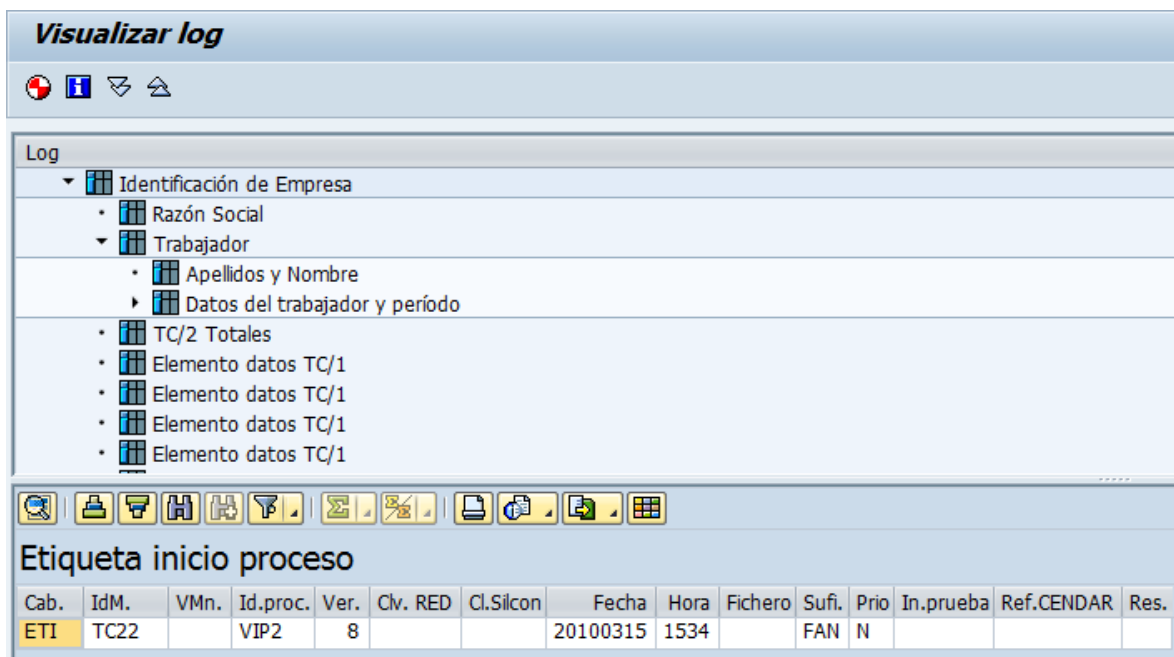 Visualizar log
Log
Identificación de Empresa
Razón Social
Trabajador
Apellidos y Nombre
Datos del trabajador y período
TC/2 Totales
Elemento datos TC/1
Elemento datos TC/1
Elemento datos TC/1
Elemento datos TC/1
Etiqueta inicio proceso
Cab. IdM. VMn. Id.proc. Ver. Clv. RED Cl.Silcon Fecha Hora Fichero Sufi. Prio In.prueba Ref.CENDAR Res.
ETI TC22 VIP2 8 20100315 1534 FAN N